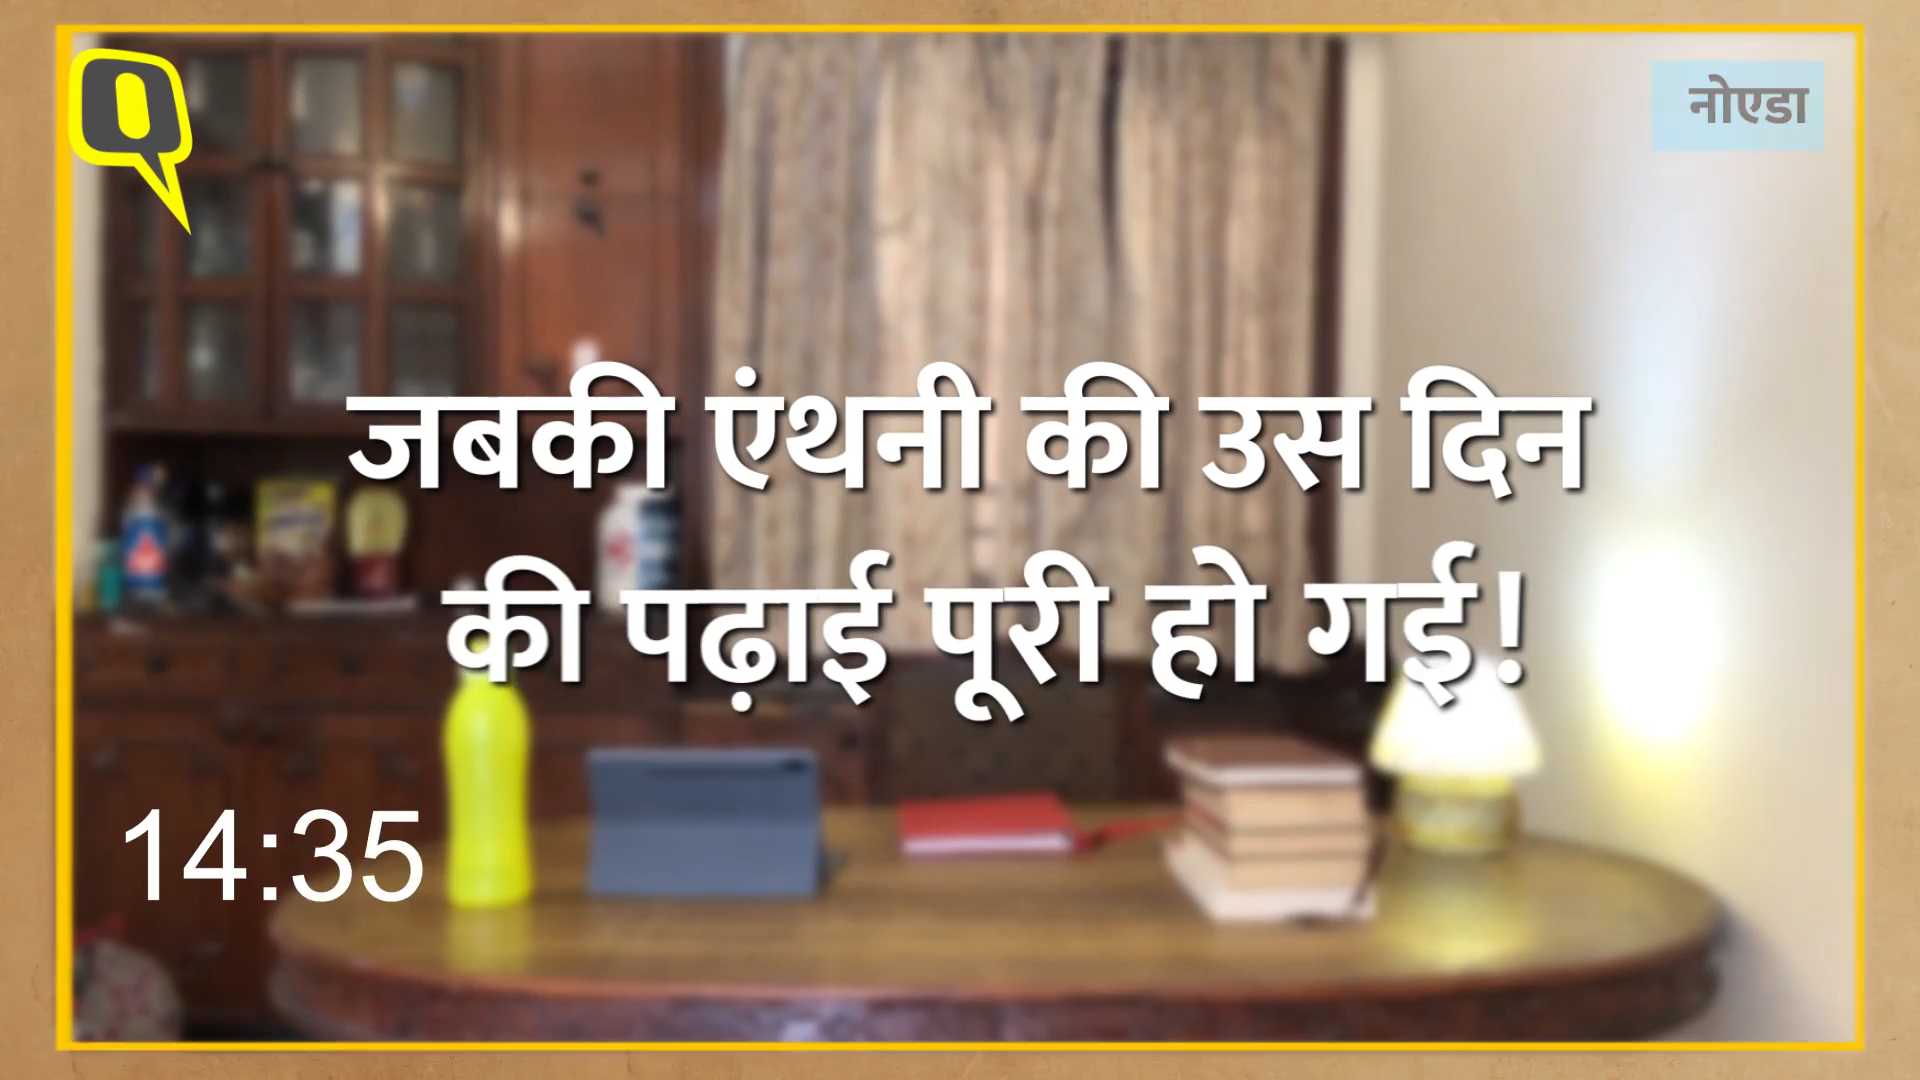 नोएडा
जबकी एंथनी की उस दिन
की पढ़ाई पूरी हो गई!
14:35